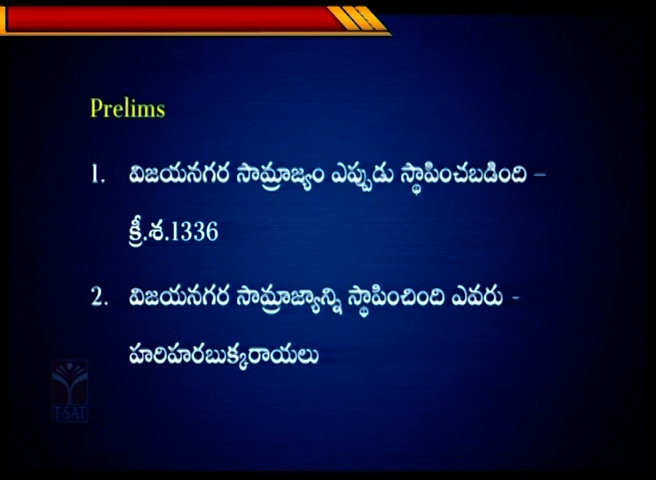 Prelims
1. విజయనగర సామ్రాజ్యం ఎప్పుడు స్థాపించబడింది –
క్రీ.శ.1336
2. విజయనగర సామ్రాజ్యాన్ని స్థాపించింది ఎవరు -
హరిహరబుక్కరాయలు
T-SAT